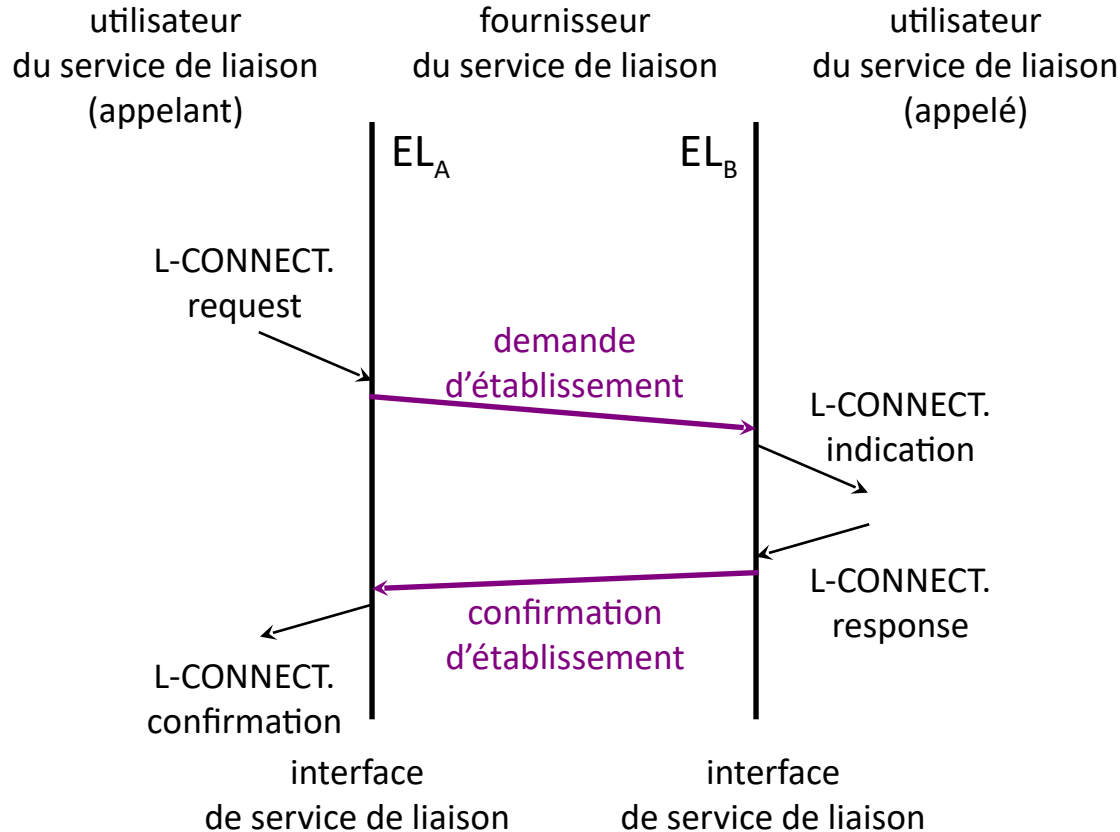 utilisateur
du service de liaison
(appelant)
fournisseur
du service de liaison
utilisateur
du service de liaison
(appelé)
ELA
ELB
L-CONNECT.
request
demande
d’établissement
L-CONNECT.
indication
L-CONNECT.
response
confirmation
d’établissement
L-CONNECT.
confirmation
interface
de service de liaison
interface
de service de liaison